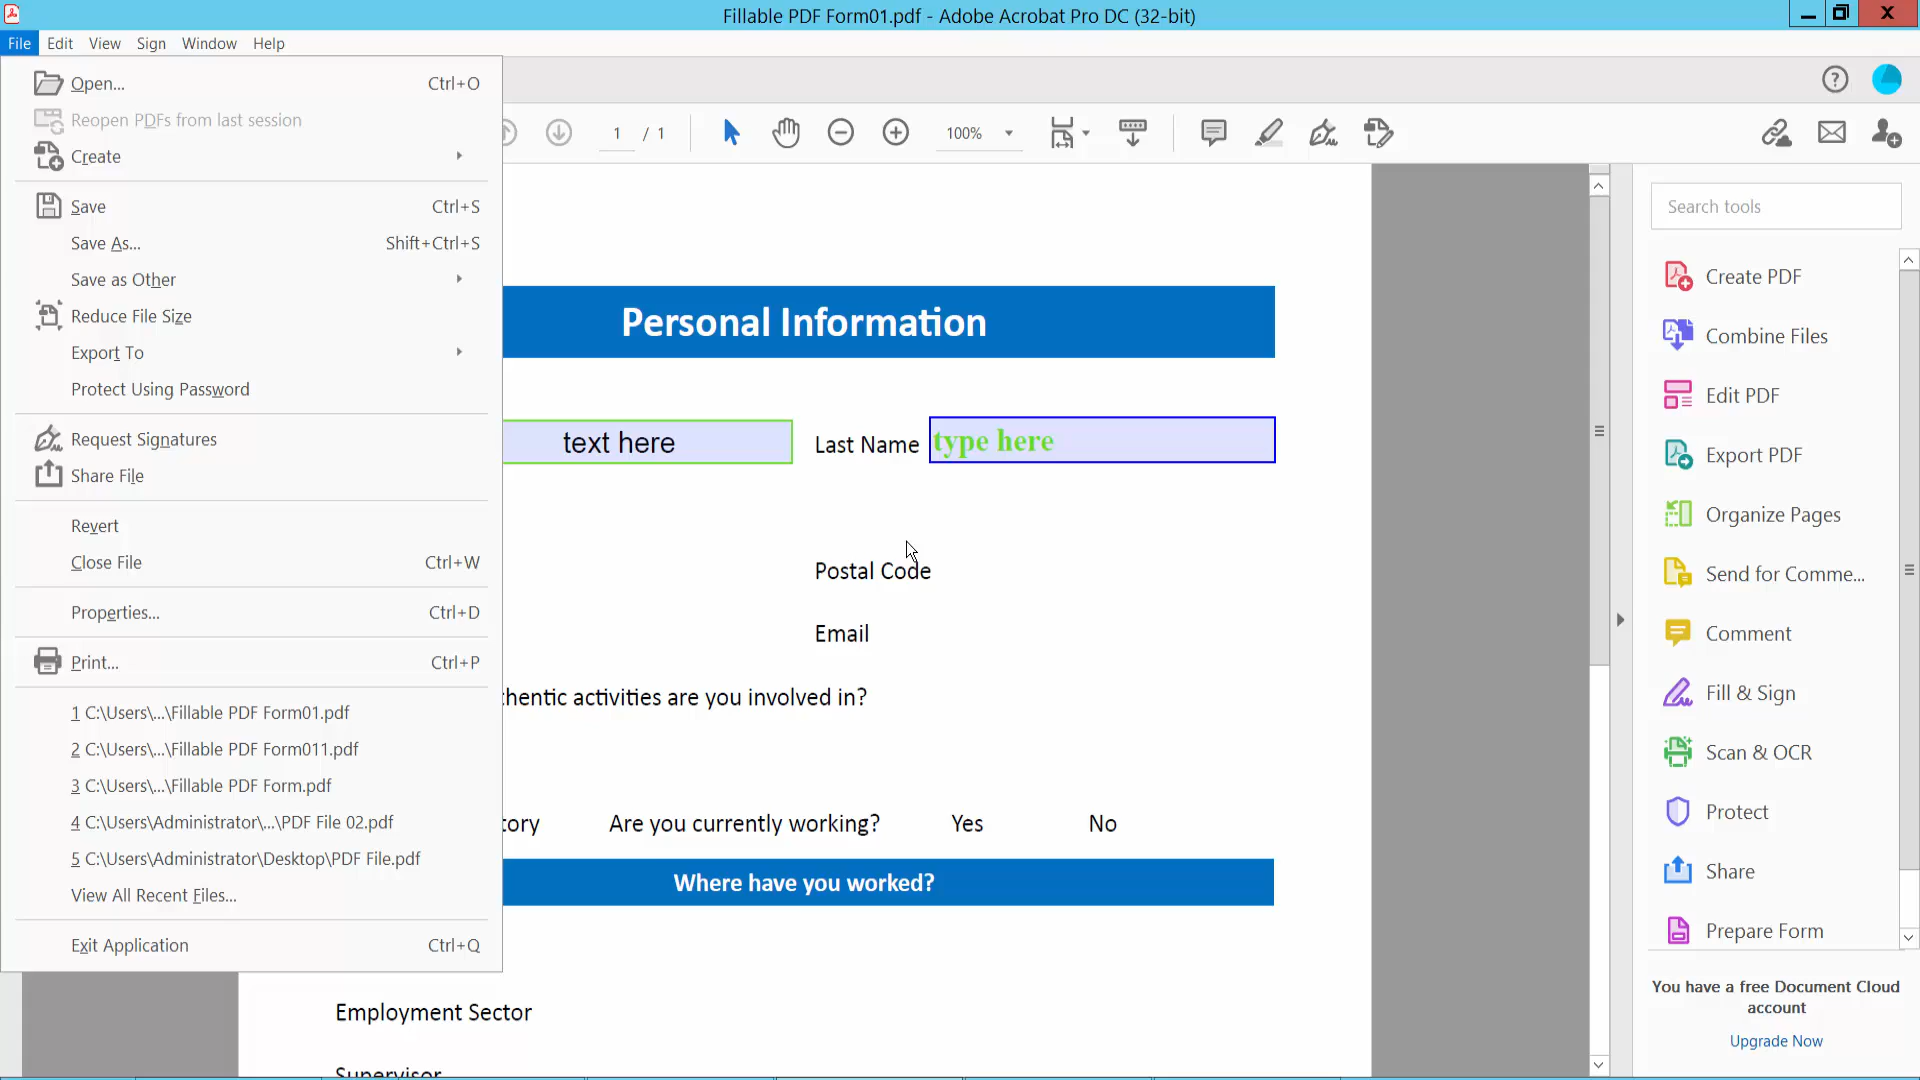 Fillable PDF Form01.pdf - Adobe Acrobat Pro DC (32-bit)
File Edit View Sign Window Help
Open... Ctrl+O
Reopen PDFs from last session
Create
Save Ctrl+S
Save As... Shift+Ctrl+S
Save as Other
Reduce File Size
Export To
Protect Using Password
Request Signatures
Share File
Revert
Close File Ctrl+W
Properties... Ctrl+D
Print... Ctrl+P
1 C:\Users\...\Fillable PDF Form01.pdf
2 C:\Users\...\Fillable PDF Form011.pdf
3 C:\Users\...\Fillable PDF Form.pdf
4 C:\Users\Administrator\...\PDF File 02.pdf
5 C:\Users\Administrator\Desktop\PDF File.pdf
View All Recent Files...
Exit Application Ctrl+Q
1 / 1 100%
Personal Information
text here Last Name type here
Postal Code
Email
thentic activities are you involved in?
tory Are you currently working? Yes No
Where have you worked?
Employment Sector
Supervisor
Search tools
Create PDF
Combine Files
Edit PDF
Export PDF
Organize Pages
Send for Comme...
Comment
Fill & Sign
Scan & OCR
Protect
Share
Prepare Form
You have a free Document Cloud
account
Upgrade Now